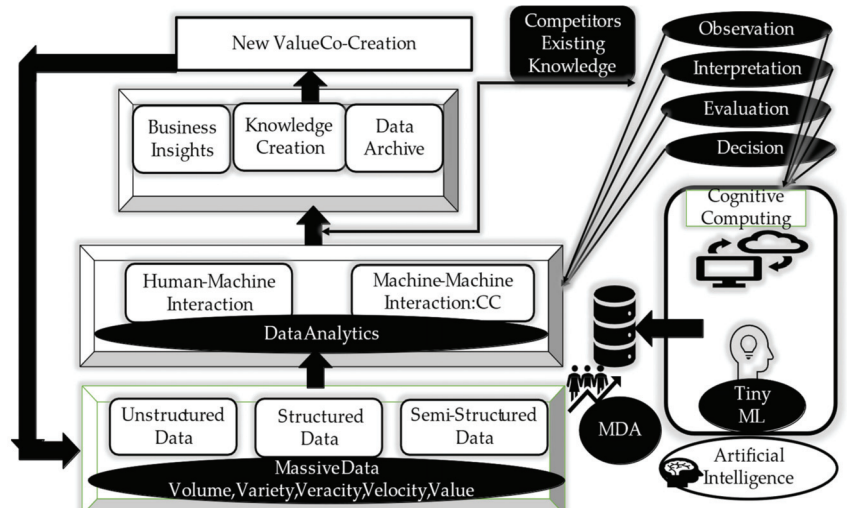 New ValueCo-Creation
Competitors
Existing
Knowledge
Observation
Interpretation
Evaluation
Decision
Business
Insights
Knowledge
Creation
Data
Archive
Cognitive
Computing
Human-Machine
Interaction
Machine-Machine
Interaction:CC
DataAnalytics
Tiny
ML
Unstructured
Data
Structured
Data
Semi-Structured
Data
MDA
MassiveData
Volume,Variety,Veracity,Velocity,Value
Artificial
Intelligence